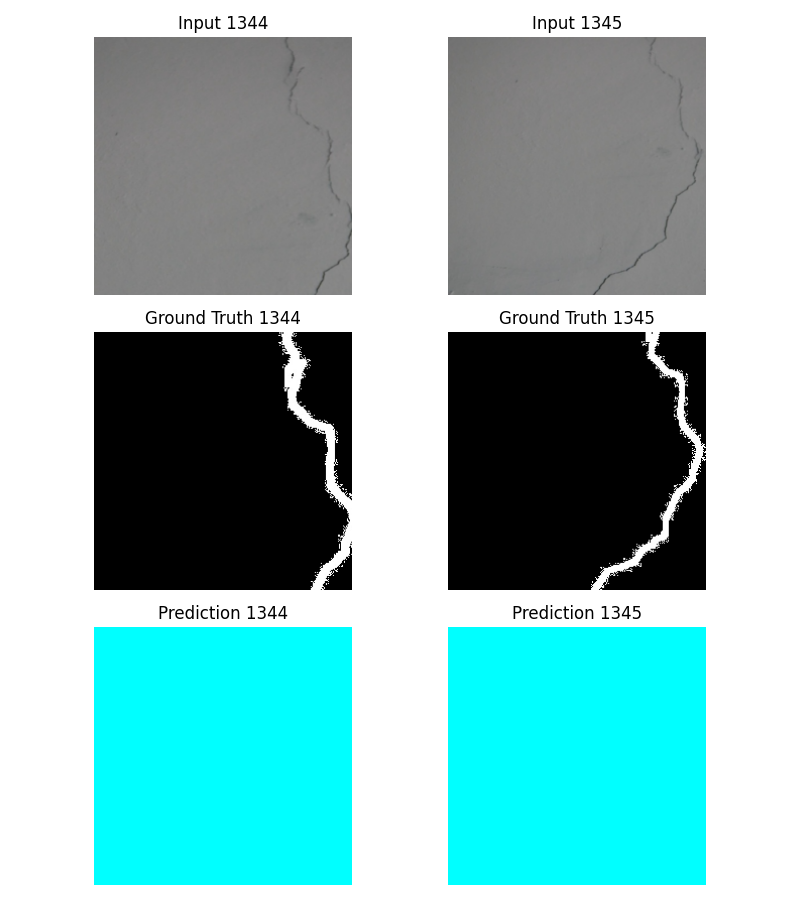 Input 1344
Input 1345
Ground Truth 1344
Ground Truth 1345
Prediction 1344
Prediction 1345